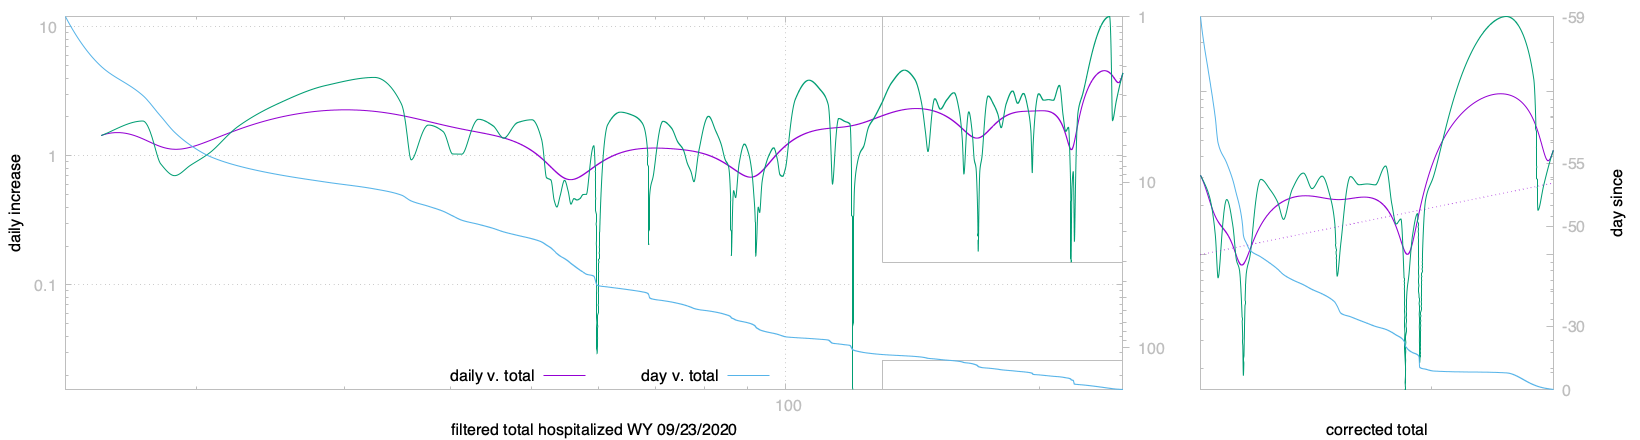 10
1
0.1
daily increase
1
10
100
daily v. total
day v. total
100
filtered total hospitalized WY 09/23/2020
-59
-55
-50
-30
0
day since
corrected total